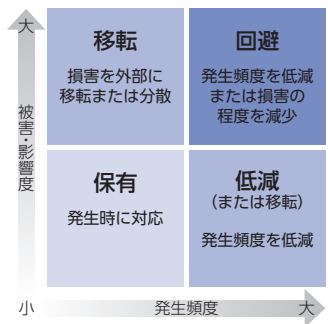 大
被害・影響度
移転
損害を外部に
移転または分散
回避
発生頻度を低減
または損害の
程度を減少
保有
発生時に対応
低減
（または移転）
発生頻度を低減
小
発生頻度
大